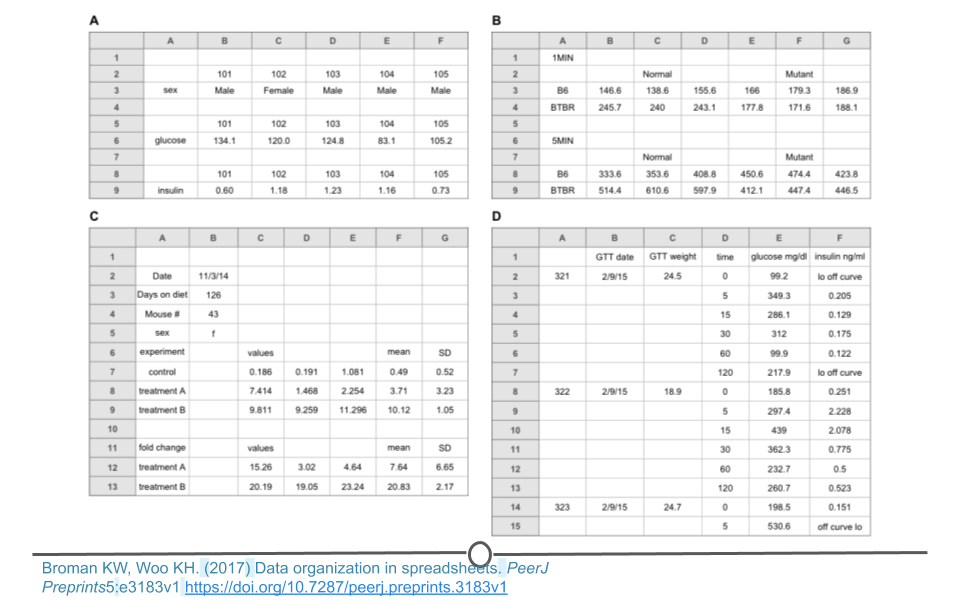 A
A B C D E F
1
2 101 102 103 104 105
3 sex Male Female Male Male Male
4
5 101 102 103 104 105
6 glucose 134.1 120.0 124.8 83.1 105.2
7
8 101 102 103 104 105
9 insulin 0.60 1.18 1.23 1.16 0.73
B
A B C D E F G
1 1MIN
2 Normal Mutant
3 B6 146.6 138.6 155.6 166 179.3 186.9
4 BTBR 245.7 240 243.1 177.8 171.6 188.1
5
6 5MIN
7 Normal Mutant
8 B6 333.6 353.6 408.8 450.6 474.4 423.8
9 BTBR 514.4 610.6 597.9 412.1 447.4 446.5
C
A B C D E F G
1
2 Date 11/3/14
3 Days on diet 126
4 Mouse # 43
5 sex f
6 experiment values mean SD
7 control 0.186 0.191 1.081 0.49 0.52
8 treatment A 7.414 1.468 2.254 3.71 3.23
9 treatment B 9.811 9.259 11.296 10.12 1.05
10
11 fold change values mean SD
12 treatment A 15.26 3.02 4.64 7.64 6.65
13 treatment B 20.19 19.05 23.24 20.83 2.17
D
A B C D E F
1 GTT date GTT weight time glucose mg/dl insulin ng/ml
2 321 2/9/15 24.5 0 99.2 lo off curve
3 5 349.3 0.205
4 15 286.1 0.129
5 30 312 0.175
6 60 99.9 0.122
7 120 217.9 lo off curve
8 322 2/9/15 18.9 0 185.8 0.251
9 5 297.4 2.228
10 15 439 2.078
11 30 362.3 0.775
12 60 232.7 0.5
13 120 260.7 0.523
14 323 2/9/15 24.7 0 198.5 0.151
15 5 530.6 off curve lo
Broman KW, Woo KH. (2017) Data organization in spreadsheets. PeerJ
Preprints5:e3183v1 https://doi.org/10.7287/peerj.preprints.3183v1